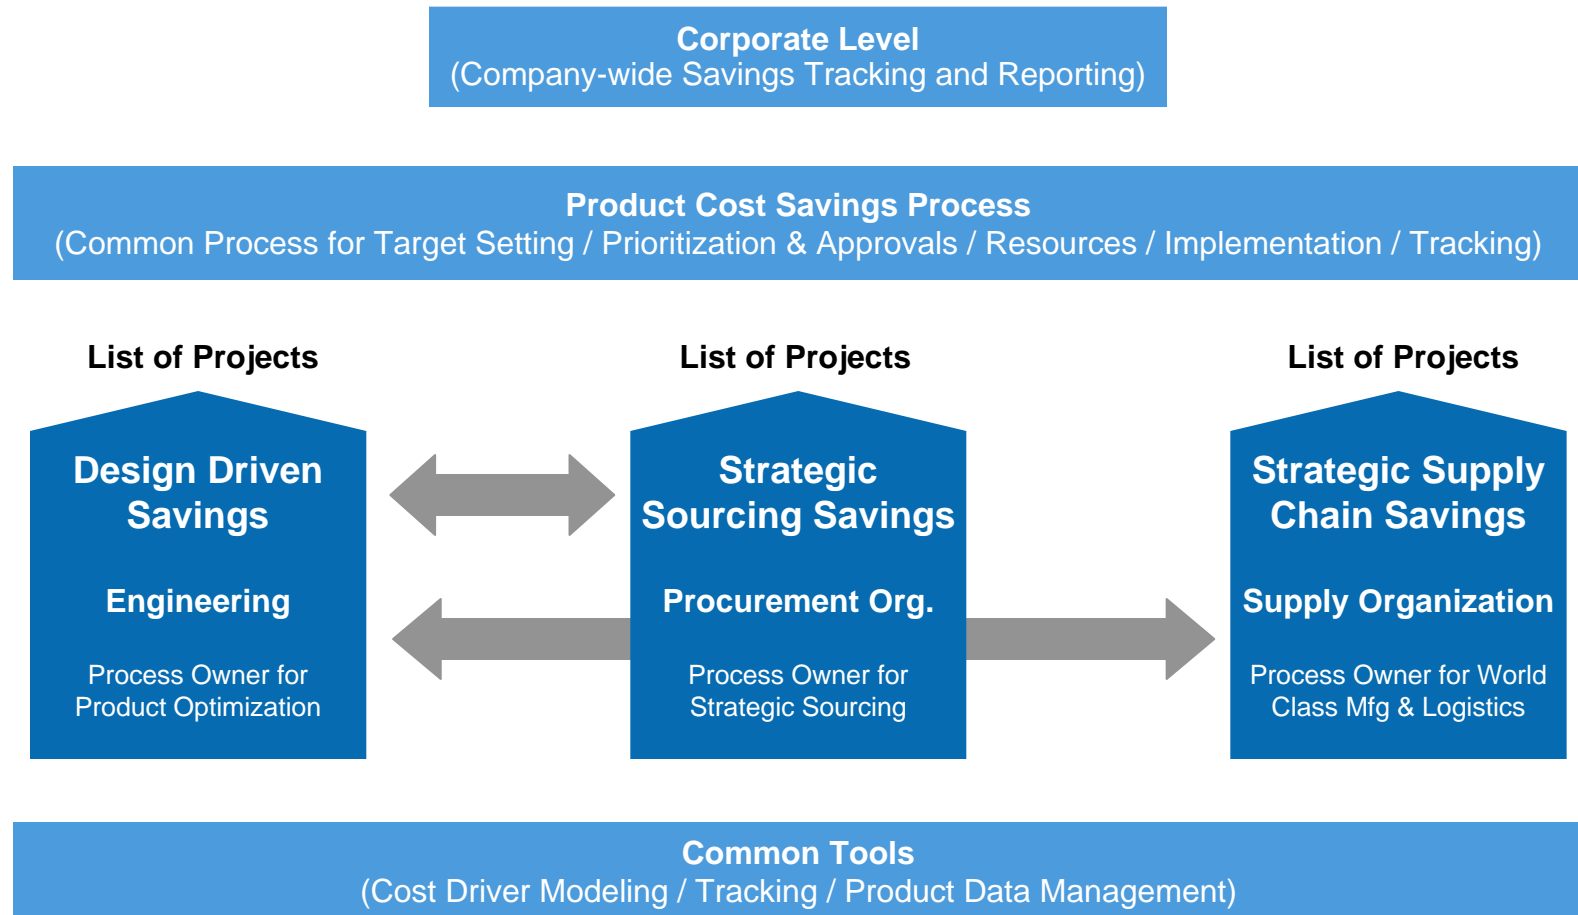 Corporate Level
(Company-wide Savings Tracking and Reporting)
Product Cost Savings Process
(Common Process for Target Setting / Prioritization & Approvals / Resources / Implementation / Tracking)
List of Projects
Design Driven
Savings
Engineering
Process Owner for
Product Optimization
List of Projects
Strategic
Sourcing Savings
Procurement Org.
Process Owner for
Strategic Sourcing
List of Projects
Strategic Supply
Chain Savings
Supply Organization
Process Owner for World
Class Mfg & Logistics
Common Tools
(Cost Driver Modeling / Tracking / Product Data Management)